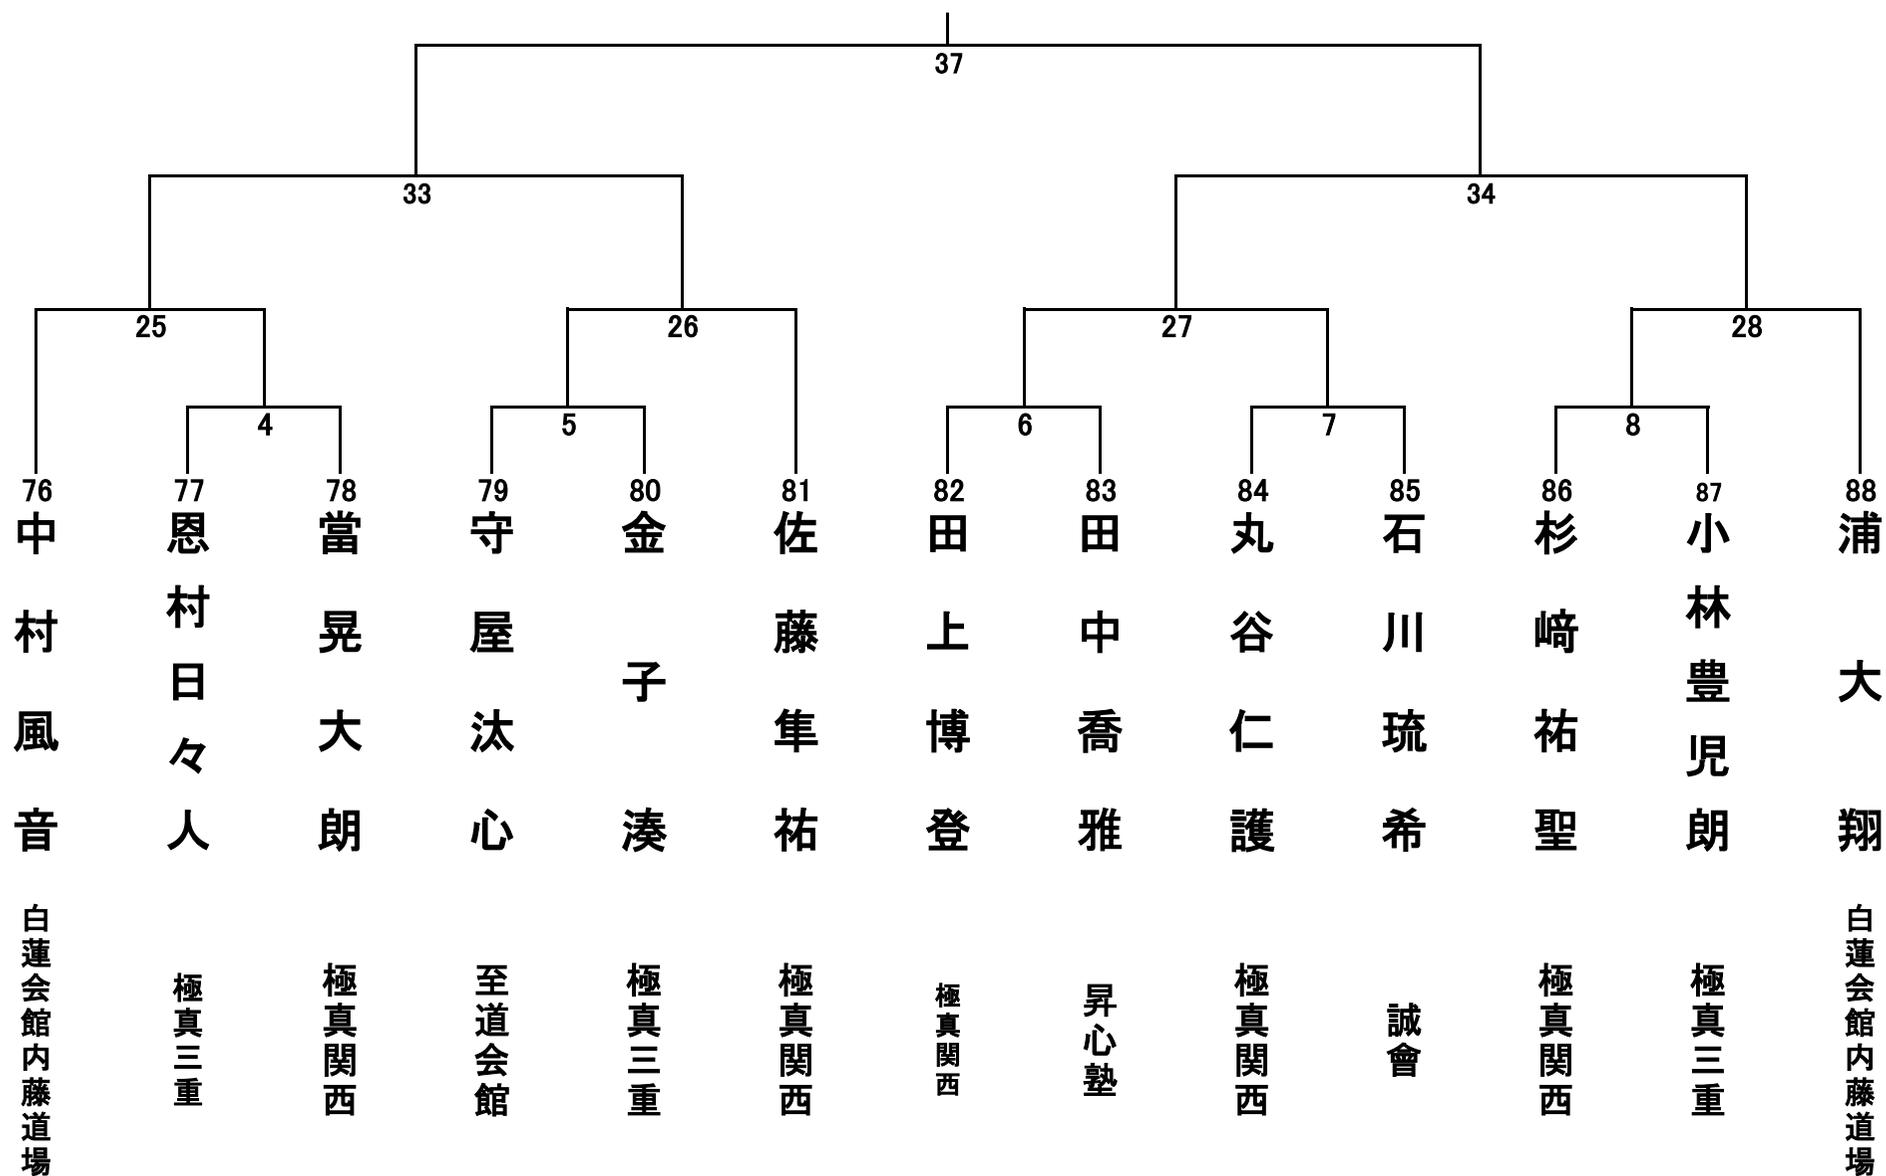 37
33
34
25
26
27
28
4
5
6
7
8
76
中村風音
白蓮会館内藤道場
77
恩村日々人
極真三重
78
當晃大朗
極真関西
79
守屋汰心
至道会館
80
金子湊
極真三重
81
佐藤隼祐
極真関西
82
田上博登
極真関西
83
田中喬雅
昇心塾
84
丸谷仁護
極真関西
85
石川琉希
誠會
86
杉﨑祐聖
極真関西
87
小林豊児朗
極真三重
88
浦大翔
白蓮会館内藤道場